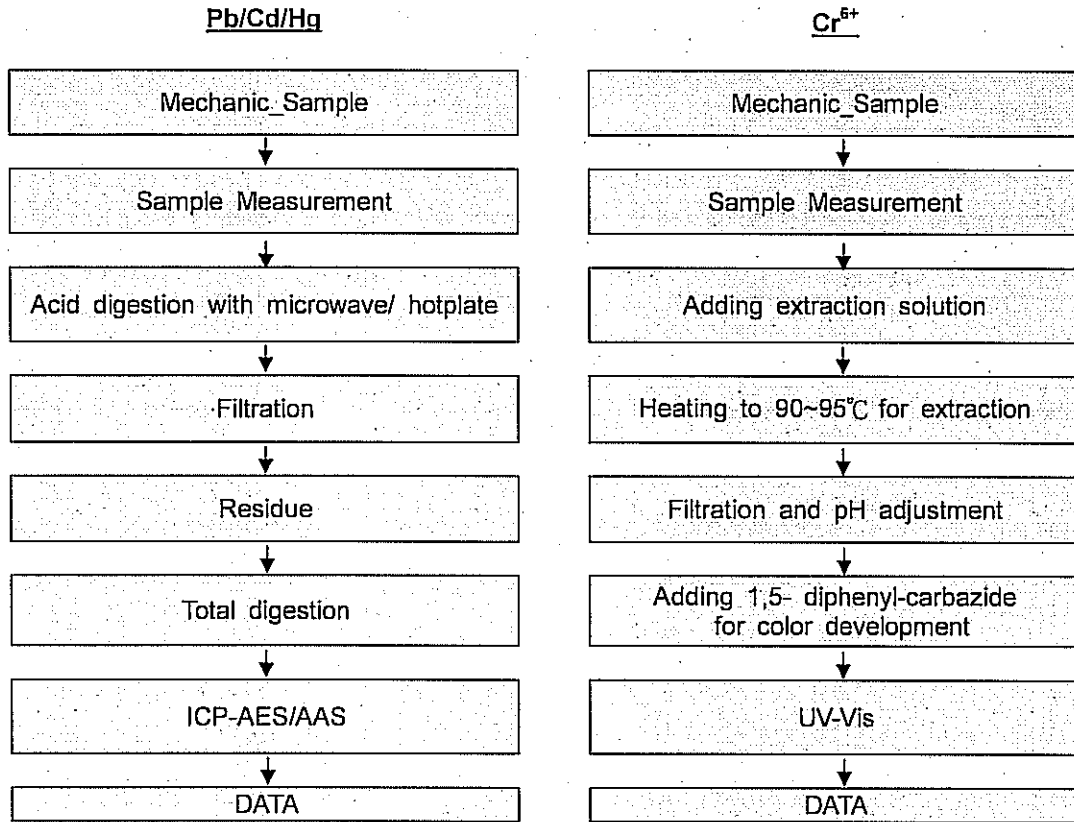 Pb/Cd/Hg
Mechanic_Sample
Sample Measurement
Acid digestion with microwave/ hotplate
Filtration
Residue
Total digestion
ICP-AES/AAS
DATA
Cr6+
Mechanic_Sample
Sample Measurement
Adding extraction solution
Heating to 90~95℃ for extraction
Filtration and pH adjustment
Adding 1,5- diphenyl-carbazide
for color development
UV-Vis
DATA